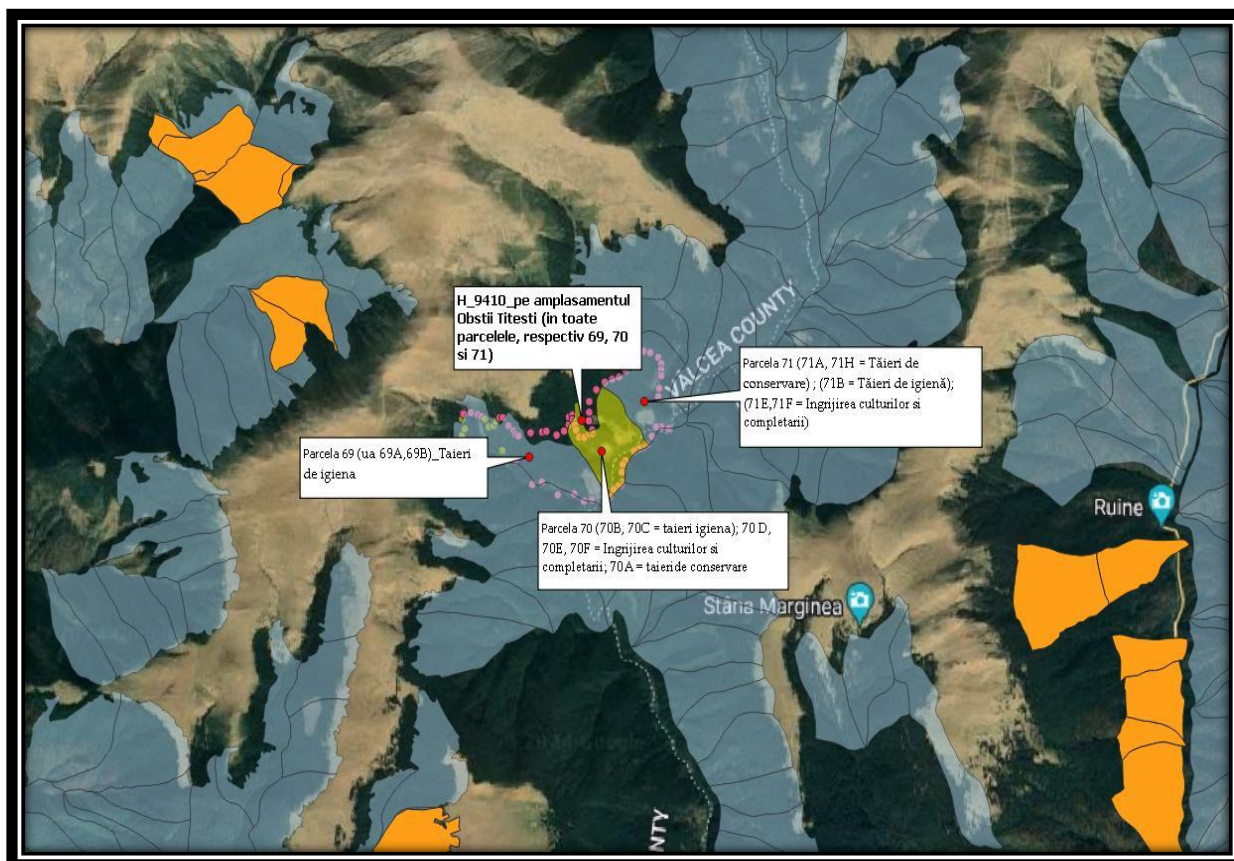 H_9410_pe amplasamentul
Obstii Titesti (in toate
parcelele, respectiv 69, 70
si 71)
VÂLCEA COUNTY
Parcela 71 (71A, 71H = Tăieri de
conservare) ; (71B = Tăieri de igienă);
(71E,71F = Ingrijirea culturilor si
completarii)
Parcela 69 (ua 69A,69B)_Taieri
de igiena
Parcela 70 (70B, 70C = taieri igiena); 70 D,
70E, 70F = Ingrijirea culturilor si
completarii; 70A = taieride conservare
Ruine
Stâna Marginea
NTY